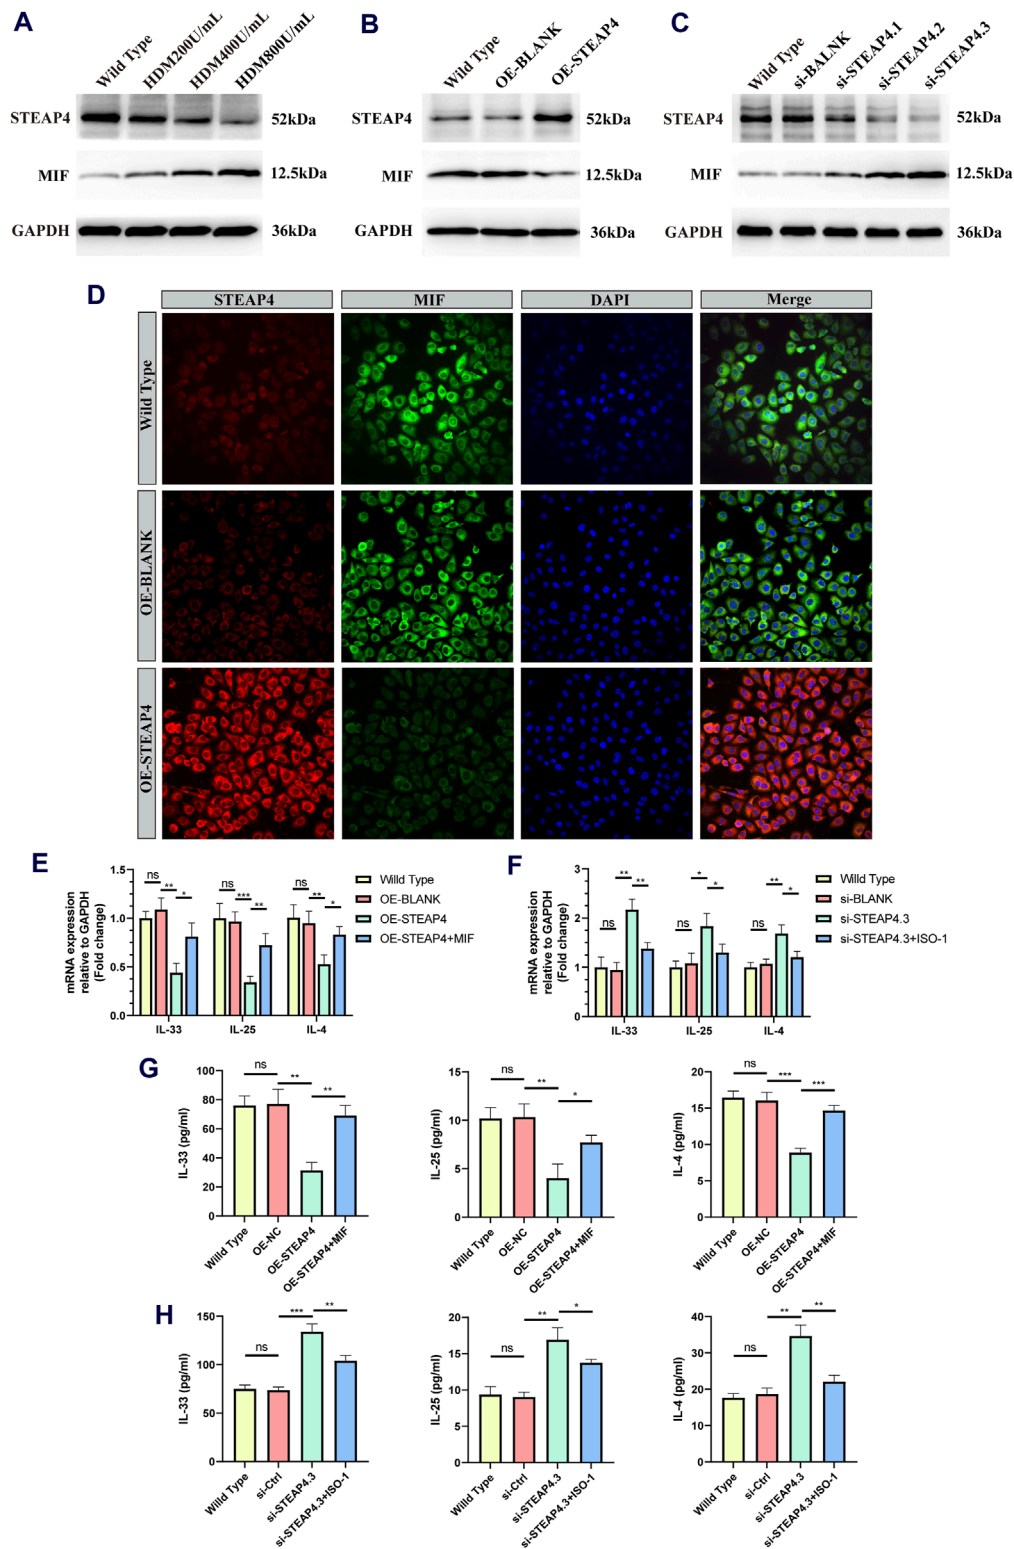 A
Wild Type
HDM200U/mL
HDM400U/mL
HDM800U/mL
STEAP4
52kDa
MIF
12.5kDa
GAPDH
36kDa
B
Wild Type
OE-BLANK
OE-STEAP4
STEAP4
52kDa
MIF
12.5kDa
GAPDH
36kDa
C
Wild Type
si-BALNK
si-STEAP4.1
si-STEAP4.2
si-STEAP4.3
STEAP4
52kDa
MIF
12.5kDa
GAPDH
36kDa
D
STEAP4 MIF DAPI Merge
Wild Type
OE-BLANK
OE-STEAP4
E
mRNA expression
relative to GAPDH
(Fold change)
1.5
1.0
0.5
0.0
ns ** *
ns *** **
ns ** *
IL-33 IL-25 IL-4
Willd Type
OE-BLANK
OE-STEAP4
OE-STEAP4+MIF
F
mRNA expression
relative to GAPDH
(Fold change)
3
2
1
0
ns ** **
ns * *
ns ** *
IL-33 IL-25 IL-4
Willd Type
si-BLANK
si-STEAP4.3
si-STEAP4.3+ISO-1
G
IL-33 (pg/ml)
100
80
60
40
20
0
ns ** **
Willd Type
OE-NC
OE-STEAP4
OE-STEAP4+MIF
IL-25 (pg/ml)
15
10
5
0
ns ** *
Willd Type
OE-NC
OE-STEAP4
OE-STEAP4+MIF
IL-4 (pg/ml)
20
15
10
5
0
ns *** ***
Willd Type
OE-NC
OE-STEAP4
OE-STEAP4+MIF
H
IL-33 (pg/ml)
150
100
50
0
ns *** **
Willd Type
si-Ctrl
si-STEAP4.3
si-STEAP4.3+ISO-1
IL-25 (pg/ml)
20
15
10
5
0
ns ** *
Willd Type
si-Ctrl
si-STEAP4.3
si-STEAP4.3+ISO-1
IL-4 (pg/ml)
40
30
20
10
0
ns ** **
Willd Type
si-Ctrl
si-STEAP4.3
si-STEAP4.3+ISO-1